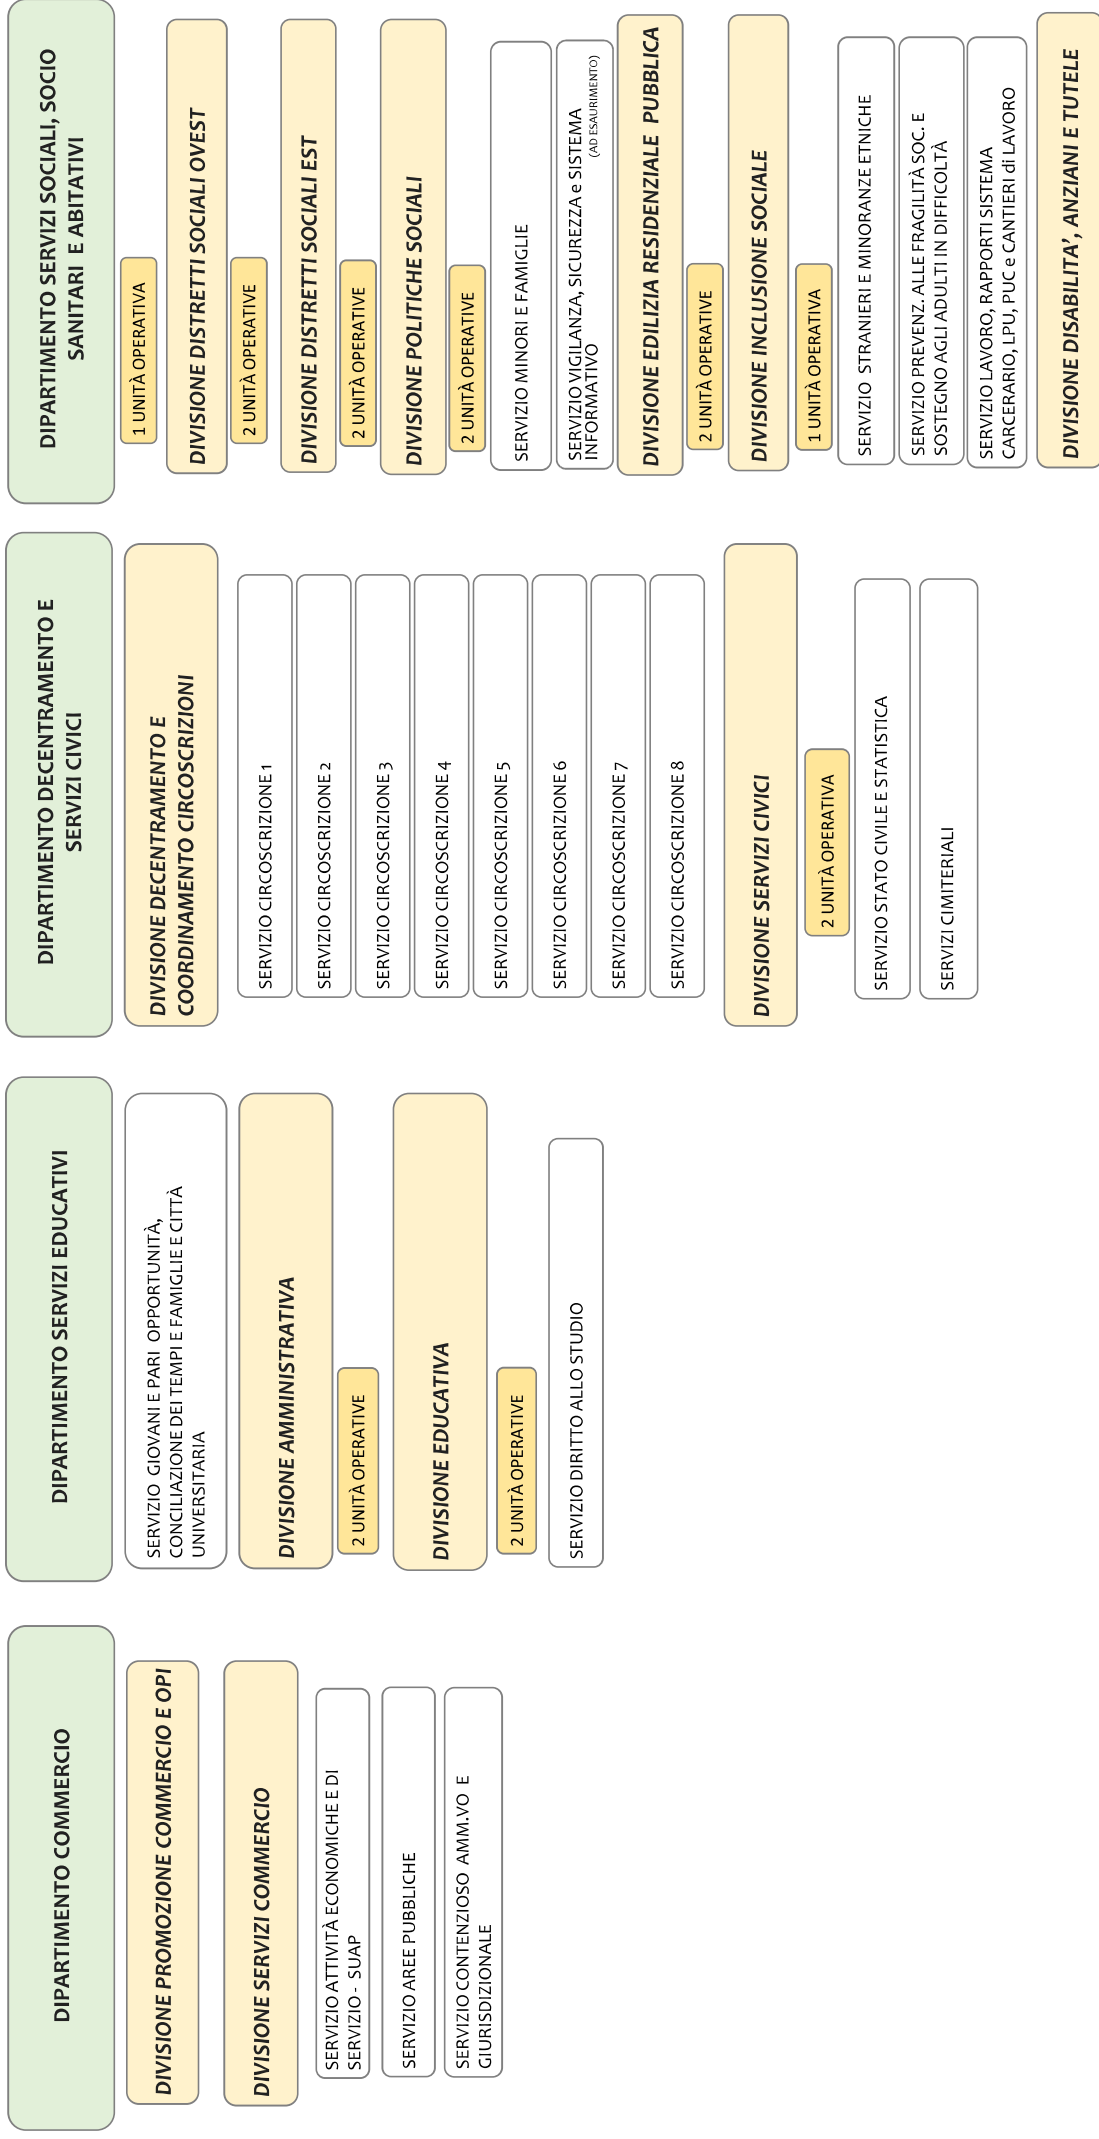 DIPARTIMENTO COMMERCIO
DIVISIONE PROMOZIONE COMMERCIO E OPI
DIVISIONE SERVIZI COMMERCIO
SERVIZIO ATTIVITÀ ECONOMICHE E DI
SERVIZIO - SUAP
SERVIZIO AREE PUBBLICHE
SERVIZIO CONTENZIOSO AMM.VO E
GIURISDIZIONALE
DIPARTIMENTO SERVIZI EDUCATIVI
SERVIZIO GIOVANI E PARI OPPORTUNITÀ,
CONCILIAZIONE DEI TEMPI E FAMIGLIE E CITTÀ
UNIVERSITARIA
DIVISIONE AMMINISTRATIVA
2 UNITÀ OPERATIVE
DIVISIONE EDUCATIVA
2 UNITÀ OPERATIVE
SERVIZIO DIRITTO ALLO STUDIO
DIPARTIMENTO DECENTRAMENTO E
SERVIZI CIVICI
DIVISIONE DECENTRAMENTO E
COORDINAMENTO CIRCOSCRIZIONI
SERVIZIO CIRCOSCRIZIONE 1
SERVIZIO CIRCOSCRIZIONE 2
SERVIZIO CIRCOSCRIZIONE 3
SERVIZIO CIRCOSCRIZIONE 4
SERVIZIO CIRCOSCRIZIONE 5
SERVIZIO CIRCOSCRIZIONE 6
SERVIZIO CIRCOSCRIZIONE 7
SERVIZIO CIRCOSCRIZIONE 8
DIVISIONE SERVIZI CIVICI
2 UNITÀ OPERATIVA
SERVIZIO STATO CIVILE E STATISTICA
SERVIZI CIMITERIALI
DIPARTIMENTO SERVIZI SOCIALI, SOCIO
SANITARI E ABITATIVI
1 UNITÀ OPERATIVA
DIVISIONE DISTRETTI SOCIALI OVEST
2 UNITÀ OPERATIVE
DIVISIONE DISTRETTI SOCIALI EST
2 UNITÀ OPERATIVE
DIVISIONE POLITICHE SOCIALI
2 UNITÀ OPERATIVE
SERVIZIO MINORI E FAMIGLIE
SERVIZIO VIGILANZA, SICUREZZA e SISTEMA
INFORMATIVO (AD ESAURIMENTO)
DIVISIONE EDILIZIA RESIDENZIALE PUBBLICA
2 UNITÀ OPERATIVE
DIVISIONE INCLUSIONE SOCIALE
1 UNITÀ OPERATIVA
SERVIZIO STRANIERI E MINORANZE ETNICHE
SERVIZIO PREVENZ. ALLE FRAGILITÀ SOC. E
SOSTEGNO AGLI ADULTI IN DIFFICOLTÀ
SERVIZIO LAVORO, RAPPORTI SISTEMA
CARCERARIO, LPU, PUC e CANTIERI di LAVORO
DIVISIONE DISABILITA', ANZIANI E TUTELE